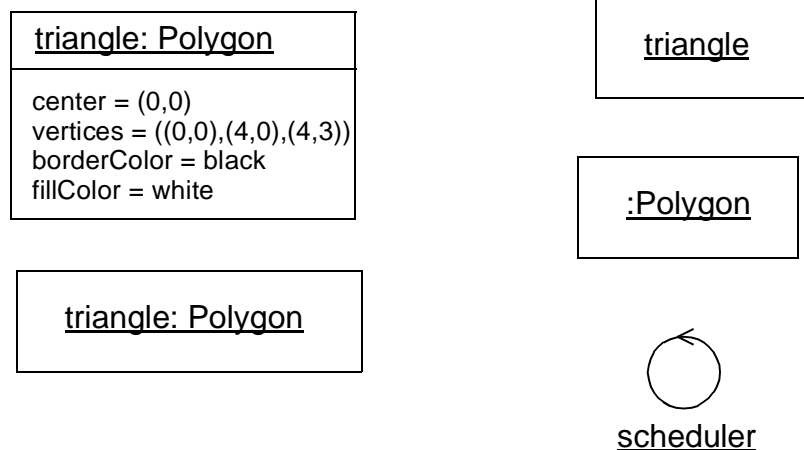 triangle: Polygon
center = (0,0)
vertices = ((0,0),(4,0),(4,3))
borderColor = black
fillColor = white
triangle: Polygon
triangle
:Polygon
scheduler